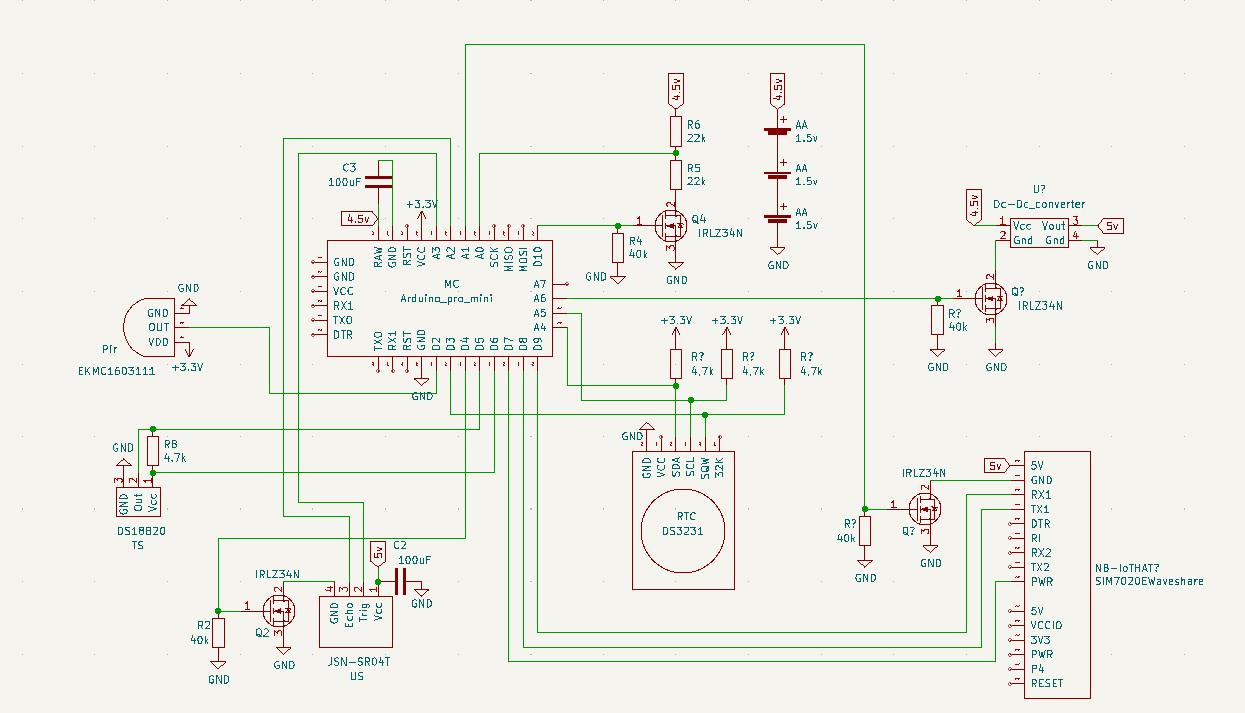 4.5v
4.5v
R6
22k
AA
1.5v
R5
22k
AA
1.5v
AA
1.5v
GND
C3
100uF
4.5v
+3.3V
2
1
3
Q4
IRLZ34N
R4
40k
GND
GND
U?
Dc-Dc_converter
4.5v
1
2
Vcc
Gnd
Vout
Gnd
3
4
5v
GND
RAW
GND
RST
VCC
A3
A2
A1
A0
SCK
MISO
MOSI
D10
GND
GND
VCC
RX1
TXO
DTR
MC
Arduino_pro_mini
A7
A6
A5
A4
TXO
RX1
RST
GND
D2
D3
D4
D5
D6
D7
D8
D9
GND
2
1
3
Q?
IRLZ34N
R?
40k
GND
GND
GND
GND
OUT
VDD
Pir
EKMC1603111
+3.3V
+3.3V
+3.3V
+3.3V
R?
4.7k
R?
4.7k
R?
4.7k
GND
GND
VCC
SDA
SCL
SQW
32K
RTC
DS3231
GND
R8
4.7k
3
2
1
GND
Out
Vcc
DS18B20
TS
IRLZ34N
2
1
3
Q?
R?
40k
GND
GND
5v
5V
GND
RX1
TX1
DTR
RI
RX2
TX2
PWR
5V
VCCIO
3V3
PWR
P4
RESET
NB-IoTHAT?
SIM7020EWaveshare
5v
C2
100uF
GND
IRLZ34N
2
1
3
Q2
R2
40k
GND
GND
4
3
2
1
GND
Echo
Trig
Vcc
JSN-SR04T
US